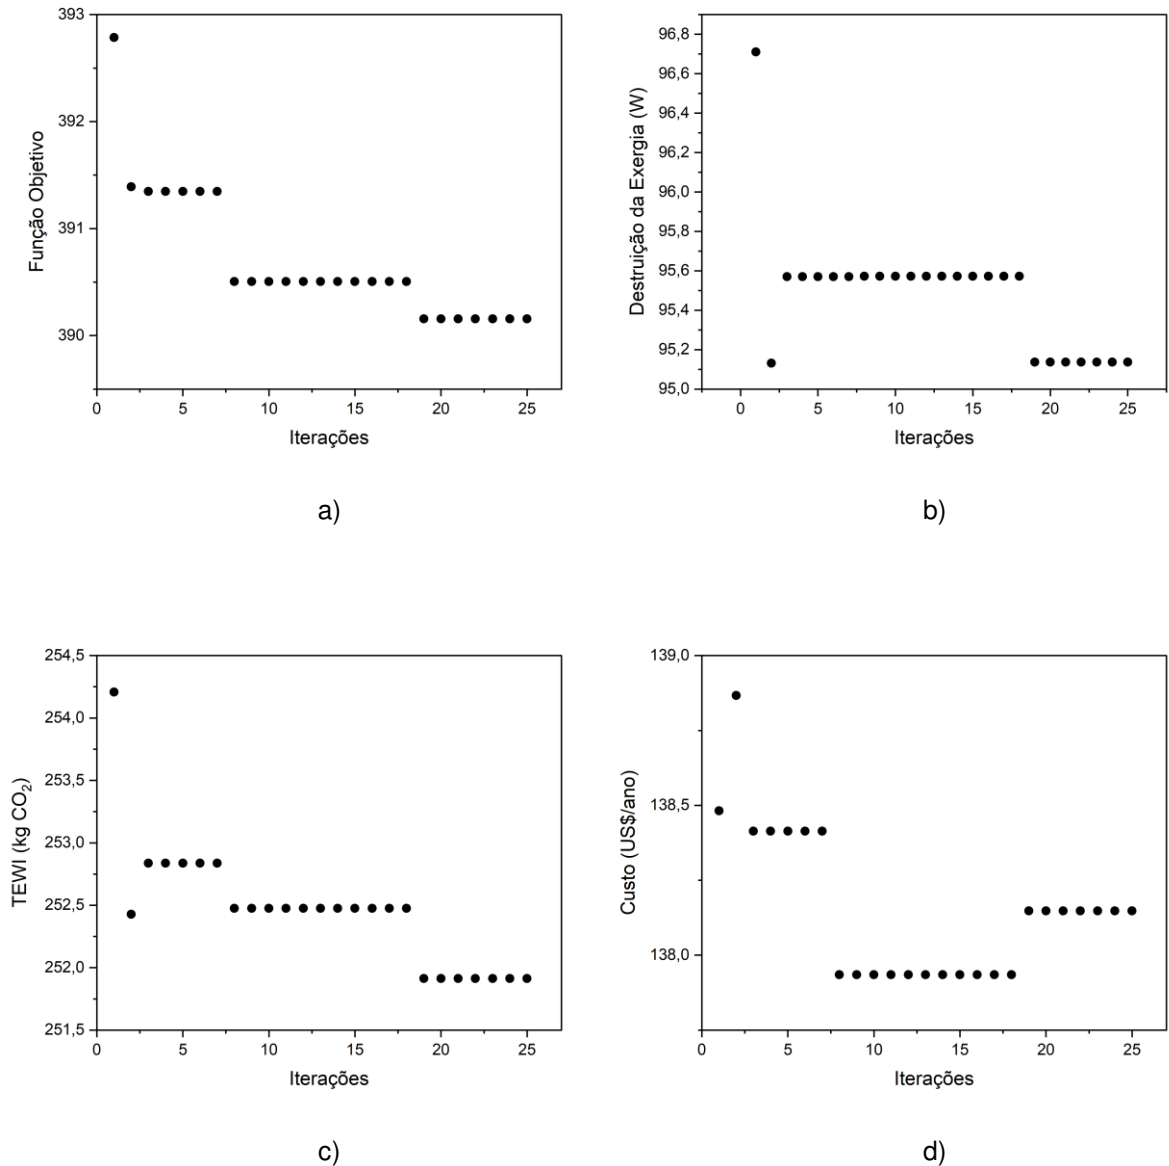 393
392
391
390
Função Objetivo
0 5 10 15 20 25
Iterações
a)
96,8
96,6
96,4
96,2
96,0
95,8
95,6
95,4
95,2
95,0
Destruição da Exergia (W)
0 5 10 15 20 25
Iterações
b)
254,5
254,0
253,5
253,0
252,5
252,0
251,5
TEWI (kg CO₂)
0 5 10 15 20 25
Iterações
c)
139,0
138,5
138,0
Custo (US$/ano)
0 5 10 15 20 25
Iterações
d)